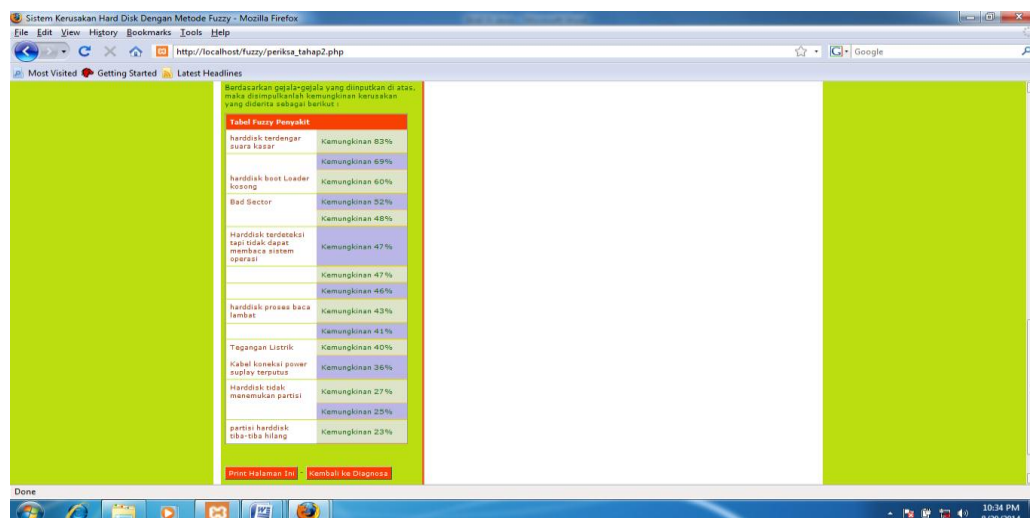 Sistem Kerusakan Hard Disk Dengan Metode Fuzzy - Mozilla Firefox
File Edit View History Bookmarks Tools Help
http://localhost/fuzzy/periksa_tahap2.php
Google
Most Visited Getting Started Latest Headlines
Berdasarkan gejala-gejala yang diinputkan di atas,
maka disimpulkanlah kemungkinan kerusakan
yang diderita sebagai berikut :
Tabel Fuzzy Penyakit
harddisk terdengar
suara kasar
Kemungkinan 83%
Kemungkinan 69%
harddisk boot Loader
kosong
Kemungkinan 60%
Bad Sector
Kemungkinan 52%
Kemungkinan 48%
Harddisk terdeteksi
tapi tidak dapat
membaca sistem
operasi
Kemungkinan 47%
Kemungkinan 47%
Kemungkinan 46%
harddisk proses baca
lambat
Kemungkinan 43%
Kemungkinan 41%
Tegangan Listrik
Kemungkinan 40%
Kabel koneksi power
suplay terputus
Kemungkinan 36%
Harddisk tidak
menemukan partisi
Kemungkinan 27%
Kemungkinan 25%
partisi harddisk
tiba-tiba hilang
Kemungkinan 23%
Print Halaman Ini - Kembali ke Diagnosa
Done
10:34 PM